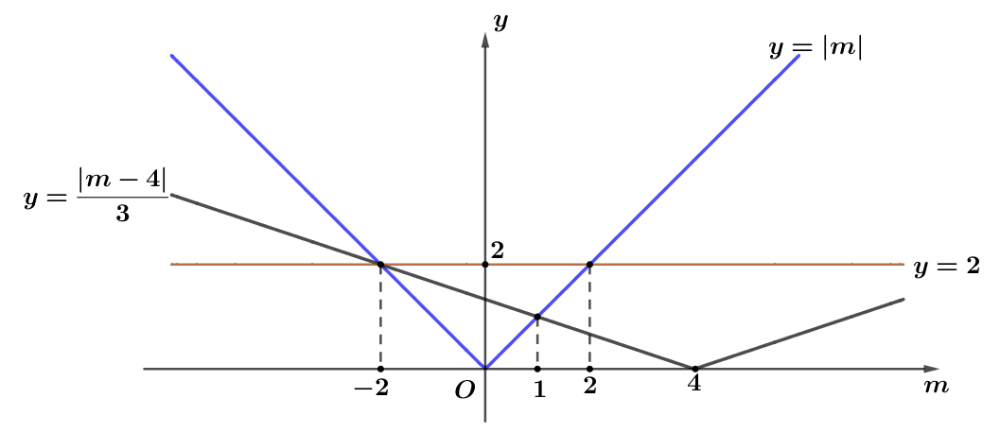 y
y = |m|
y = |m − 4| / 3
2
y = 2
−2
O
1
2
4
m